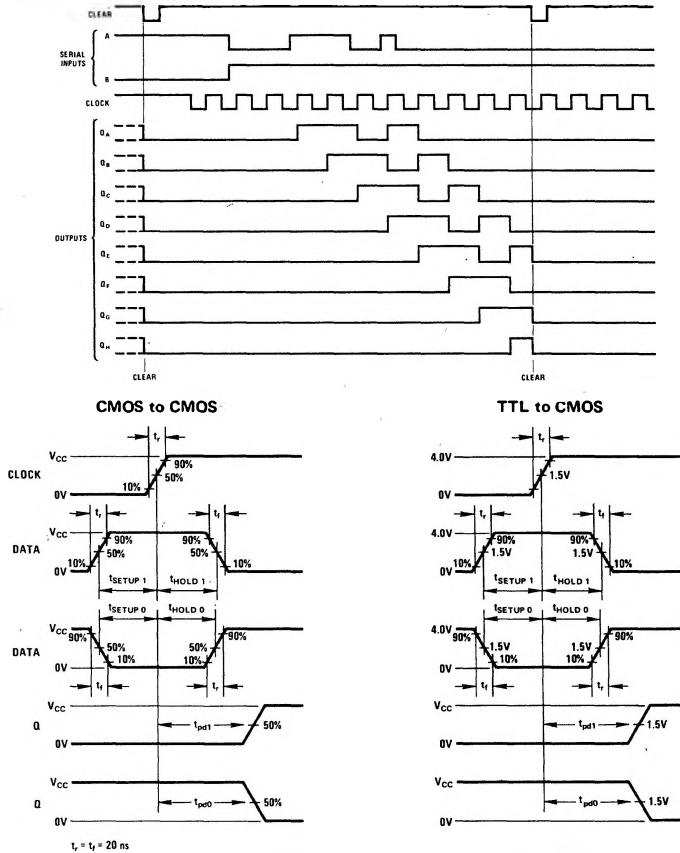 CLEAR
SERIAL INPUTS
A
B
CLOCK
OUTPUTS
QA
QB
QC
QD
QE
QF
QG
QH
CLEAR CLEAR
CMOS to CMOS
CLOCK
VCC
0V
tr
10%
90%
50%
DATA
VCC
0V
tr
tf
10%
90%
50%
90%
50%
10%
tSETUP 1
tHOLD 1
tSETUP 0
tHOLD 0
DATA
VCC
0V
90%
50%
10%
50%
10%
90%
tf
tr
Q
VCC
0V
tpd1
50%
Q
VCC
0V
tpd0
50%
tr = tf = 20 ns
TTL to CMOS
4.0V
0V
tr
10%
90%
1.5V
4.0V
0V
tr
tf
10%
90%
1.5V
90%
1.5V
10%
tSETUP 1
tHOLD 1
tSETUP 0
tHOLD 0
4.0V
0V
90%
1.5V
10%
1.5V
10%
90%
tf
tr
VCC
0V
tpd1
1.5V
VCC
0V
tpd0
1.5V